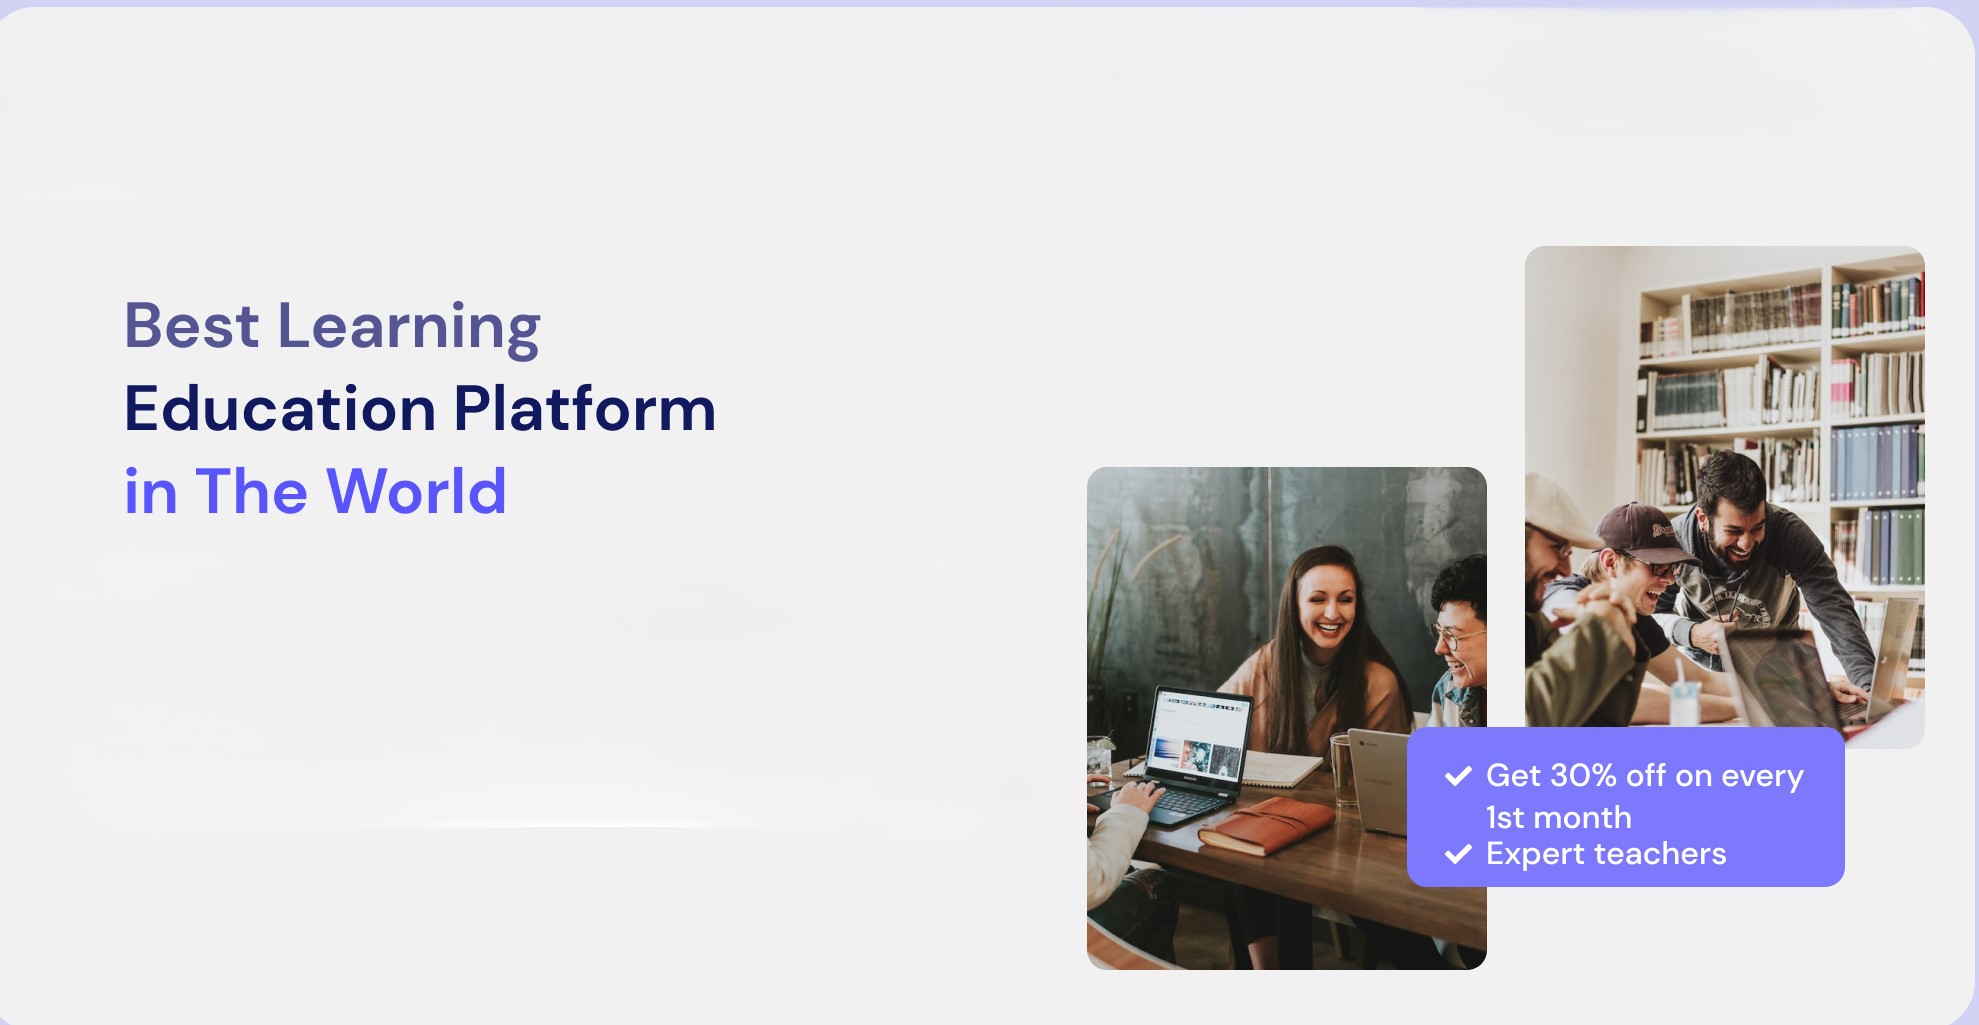 Best Learning
Education Platform
in The World
Get 30% off on every
1st month
Expert teachers